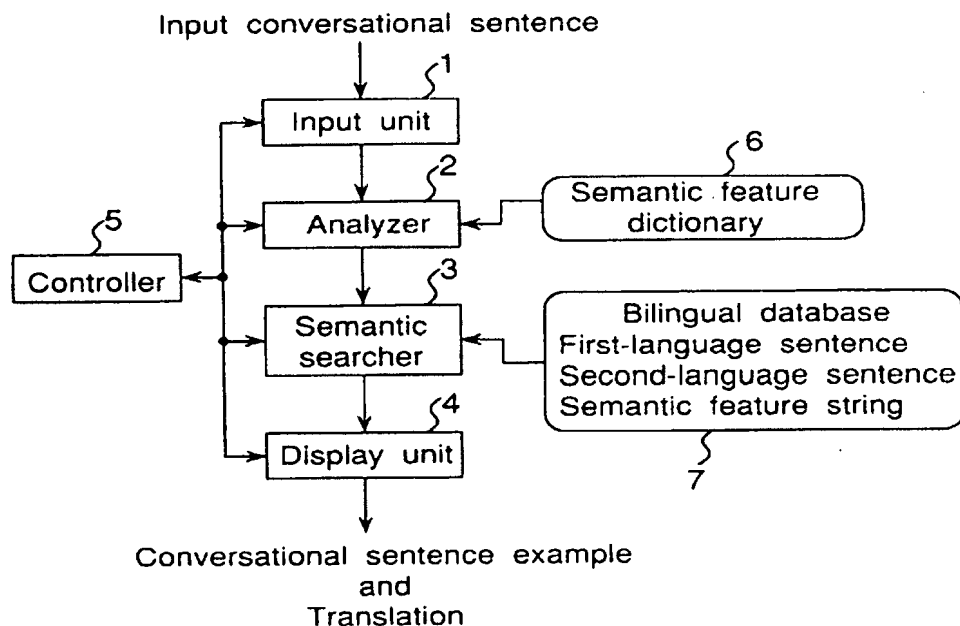 Input conversational sentence
1
Input unit
2
Analyzer
6
Semantic feature
dictionary
5
Controller
3
Semantic
searcher
Bilingual database
First-language sentence
Second-language sentence
Semantic feature string
7
4
Display unit
Conversational sentence example
and
Translation